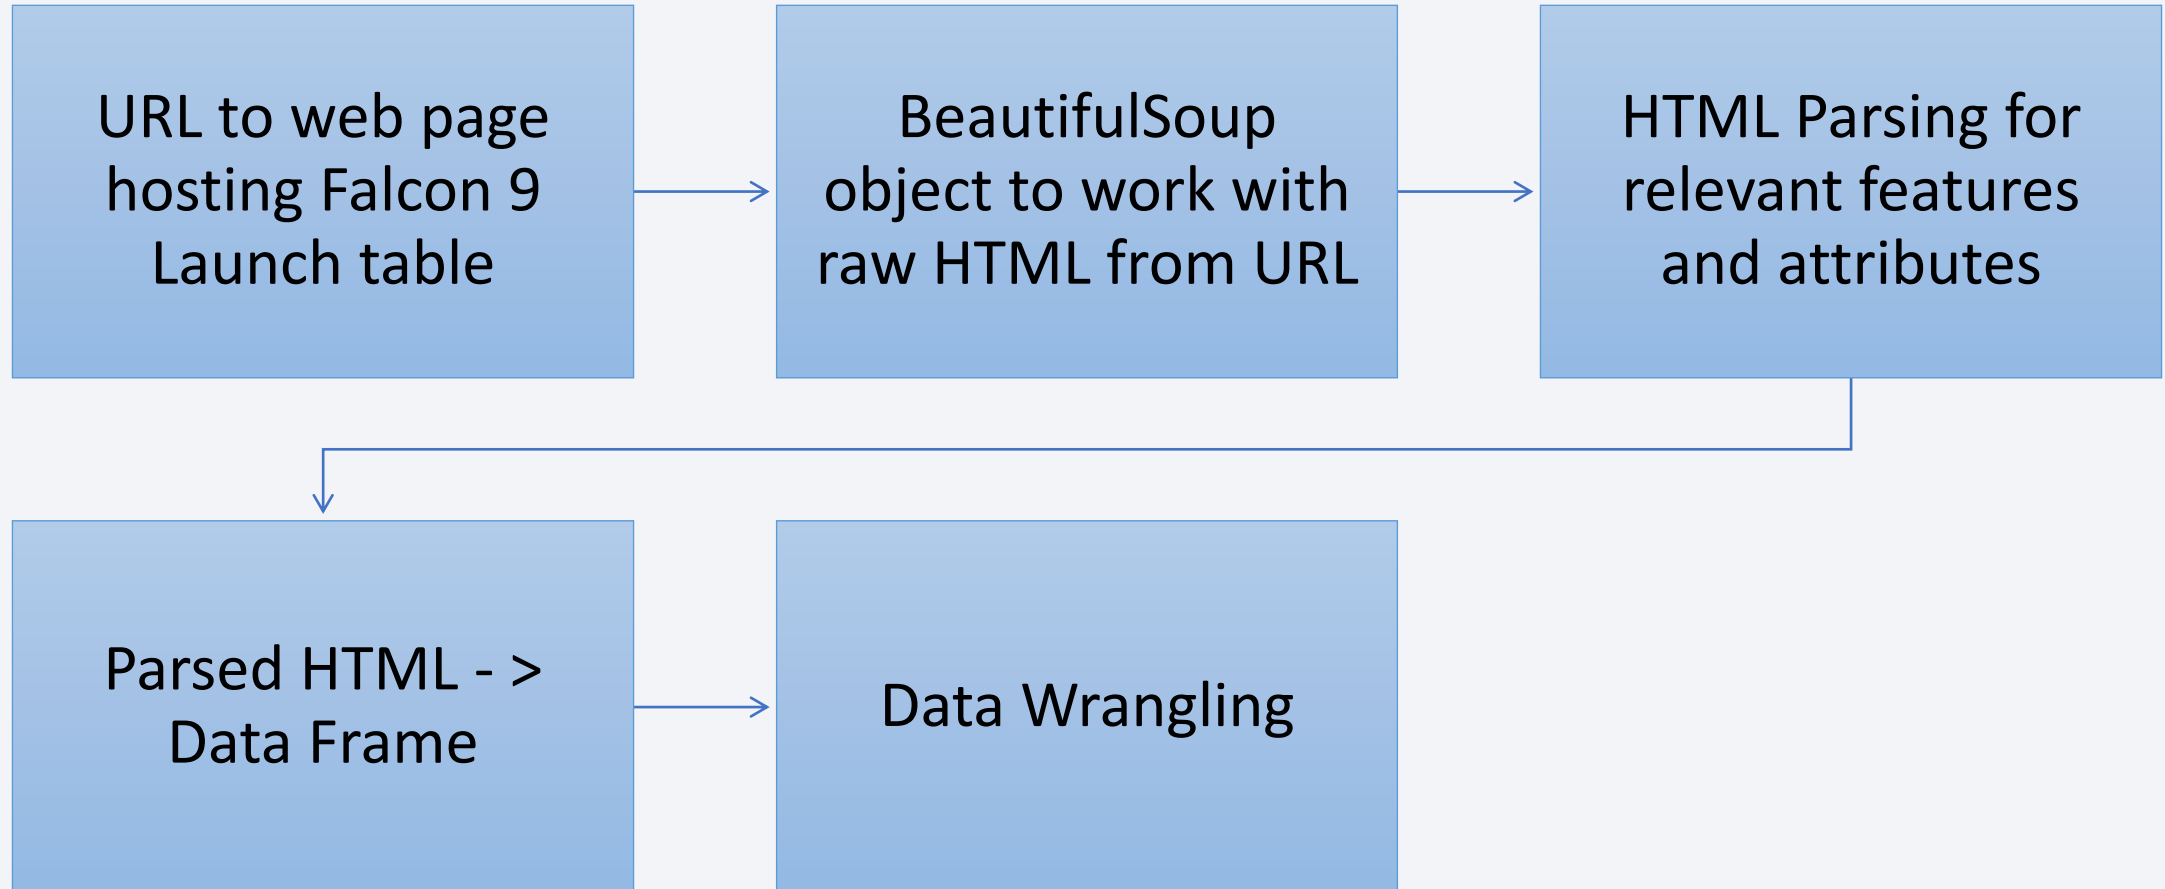 URL to web page
hosting Falcon 9
Launch table
BeautifulSoup
object to work with
raw HTML from URL
HTML Parsing for
relevant features
and attributes
Parsed HTML - >
Data Frame
Data Wrangling